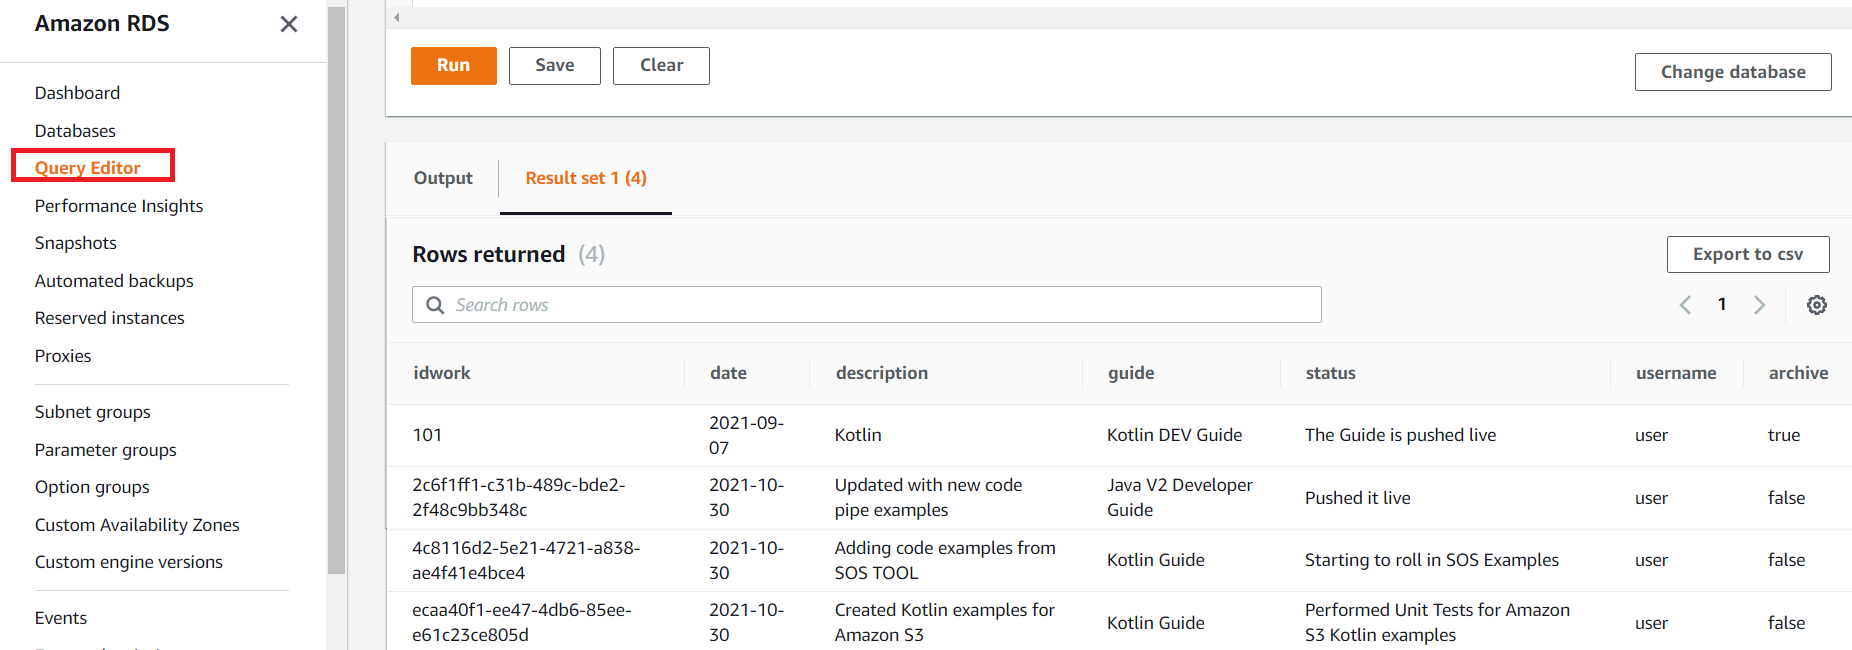 Amazon RDS
Dashboard
Databases
Query Editor
Performance Insights
Snapshots
Automated backups
Reserved instances
Proxies
Subnet groups
Parameter groups
Option groups
Custom Availability Zones
Custom engine versions
Events
Run Save Clear
Change database
Output Result set 1 (4)
Rows returned (4)
Export to csv
Search rows
1
idwork date description guide status username archive
101 2021-09-07 Kotlin Kotlin DEV Guide The Guide is pushed live user true
2c6f1ff1-c31b-489c-bde2-2f48c9bb348c 2021-10-30 Updated with new code pipe examples Java V2 Developer Guide Pushed it live user false
4c8116d2-5e21-4721-a838-ae4f41e4bce4 2021-10-30 Adding code examples from SOS TOOL Kotlin Guide Starting to roll in SOS Examples user false
ecaa40f1-ee47-4db6-85ee-e61c23ce805d 2021-10-30 Created Kotlin examples for Amazon S3 Kotlin Guide Performed Unit Tests for Amazon S3 Kotlin examples user false